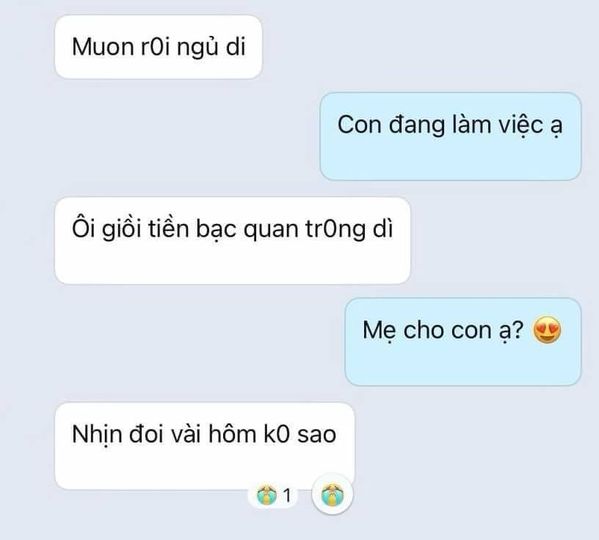 Muon r0i ngủ di
Con đang làm việc ạ
Ôi giồi tiền bạc quan tr0ng dì
Mẹ cho con ạ? 😍
Nhịn đoi vài hôm k0 sao
1